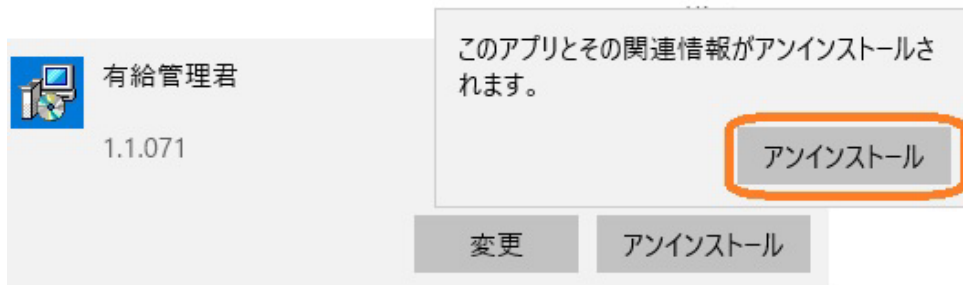 このアプリとその関連情報がアンインストールさ
れます。
アンインストール
有給管理君
1.1.071
変更
アンインストール